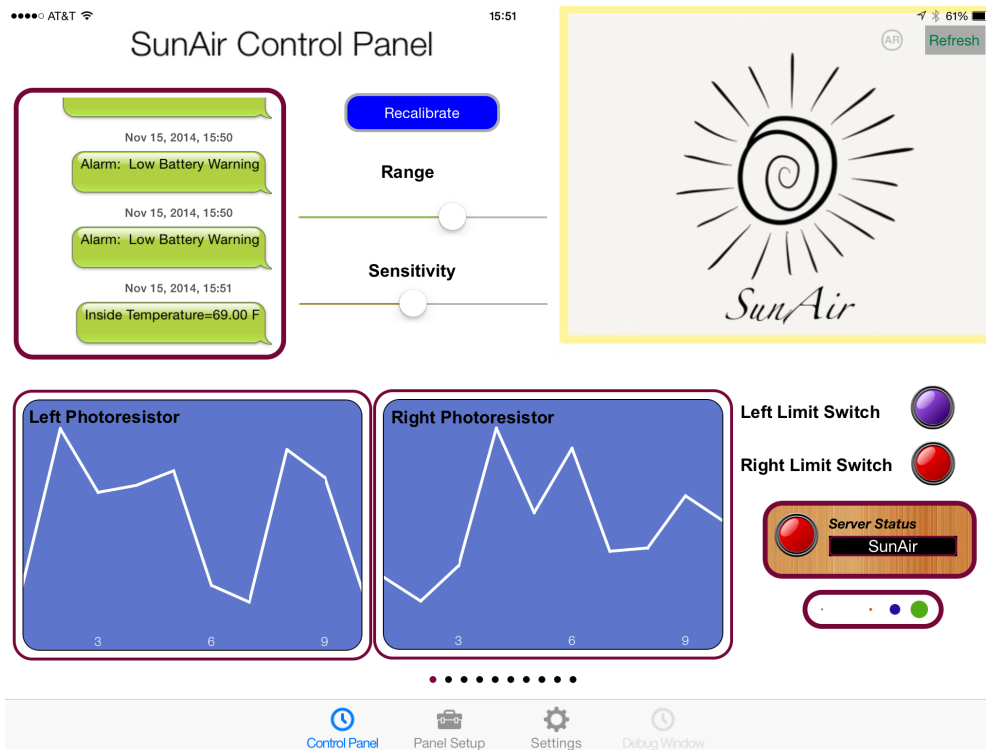 AT&T
15:51
61%
SunAir Control Panel
AR
Refresh
Nov 15, 2014, 15:50
Alarm:  Low Battery Warning
Nov 15, 2014, 15:50
Alarm:  Low Battery Warning
Nov 15, 2014, 15:51
Inside Temperature=69.00 F
Recalibrate
Range
Sensitivity
SunAir
Left Photoresistor
3 6 9
Right Photoresistor
3 6 9
Left Limit Switch
Right Limit Switch
Server Status
SunAir
Control Panel
Panel Setup
Settings
Debug Window